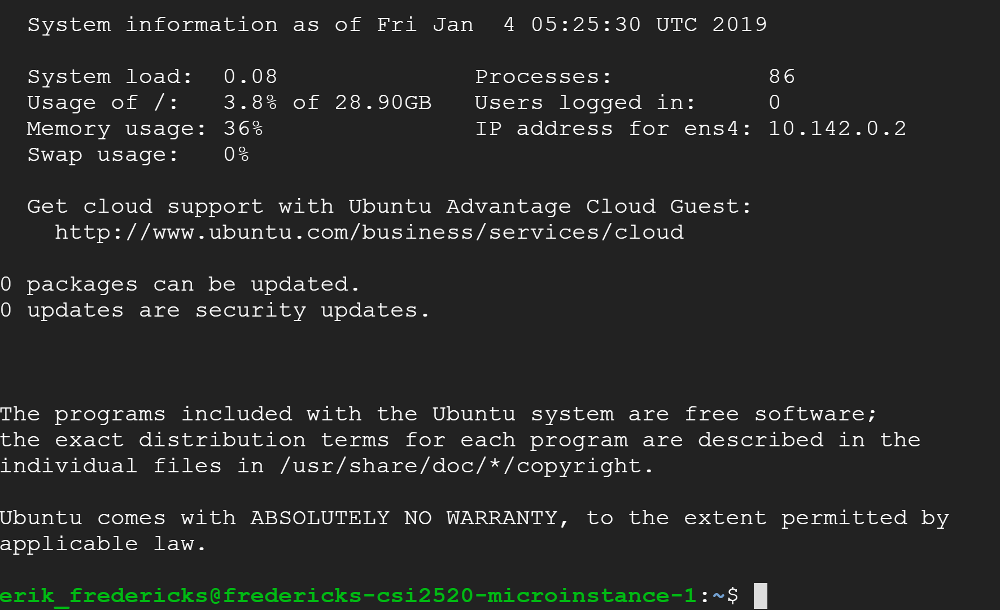 System information as of Fri Jan  4 05:25:30 UTC 2019
System load:  0.08              Processes:           86
Usage of /:   3.8% of 28.90GB   Users logged in:     0
Memory usage: 36%               IP address for ens4: 10.142.0.2
Swap usage:   0%
Get cloud support with Ubuntu Advantage Cloud Guest:
http://www.ubuntu.com/business/services/cloud
0 packages can be updated.
0 updates are security updates.
The programs included with the Ubuntu system are free software;
the exact distribution terms for each program are described in the
individual files in /usr/share/doc/*/copyright.
Ubuntu comes with ABSOLUTELY NO WARRANTY, to the extent permitted by
applicable law.
erik_fredericks@fredericks-csi2520-microinstance-1:~$